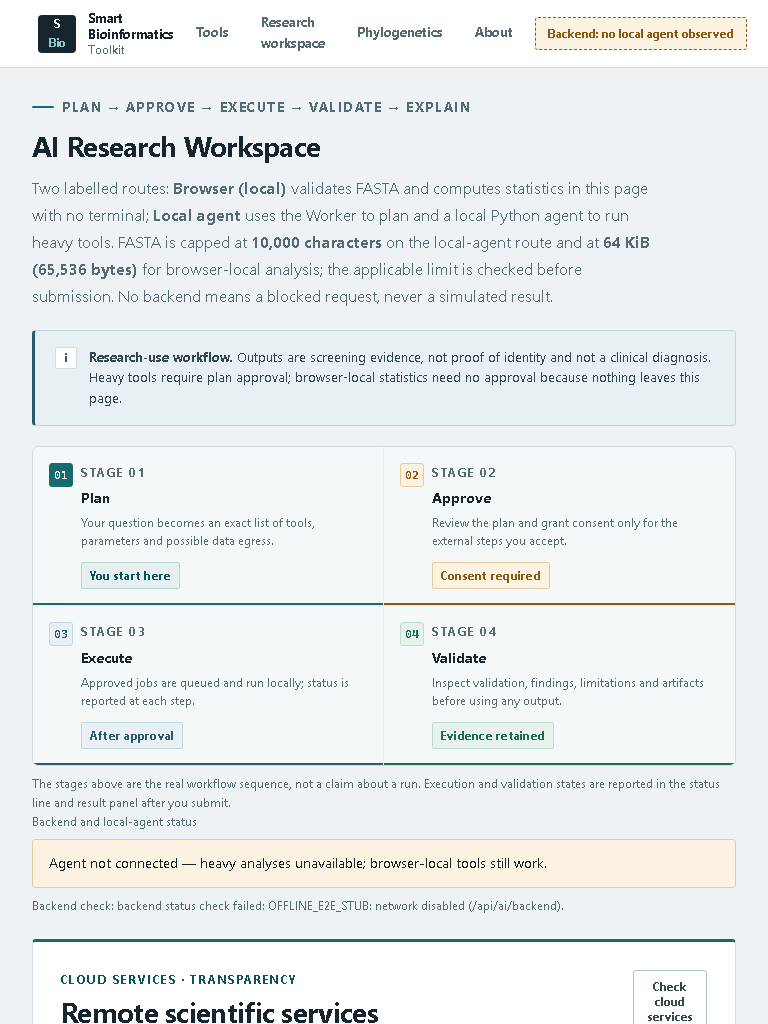 S
Bio
Smart
Bioinformatics
Toolkit
Tools
Research
workspace
Phylogenetics
About
Backend: no local agent observed
PLAN → APPROVE → EXECUTE → VALIDATE → EXPLAIN
AI Research Workspace
Two labelled routes: Browser (local) validates FASTA and computes statistics in this page
with no terminal; Local agent uses the Worker to plan and a local Python agent to run
heavy tools. FASTA is capped at 10,000 characters on the local-agent route and at 64 KiB
(65,536 bytes) for browser-local analysis; the applicable limit is checked before
submission. No backend means a blocked request, never a simulated result.
i
Research-use workflow. Outputs are screening evidence, not proof of identity and not a clinical diagnosis.
Heavy tools require plan approval; browser-local statistics need no approval because nothing leaves this
page.
01
STAGE 01
Plan
Your question becomes an exact list of tools,
parameters and possible data egress.
You start here
02
STAGE 02
Approve
Review the plan and grant consent only for the
external steps you accept.
Consent required
03
STAGE 03
Execute
Approved jobs are queued and run locally; status is
reported at each step.
After approval
04
STAGE 04
Validate
Inspect validation, findings, limitations and artifacts
before using any output.
Evidence retained
The stages above are the real workflow sequence, not a claim about a run. Execution and validation states are reported in the status
line and result panel after you submit.
Backend and local-agent status
Agent not connected — heavy analyses unavailable; browser-local tools still work.
Backend check: backend status check failed: OFFLINE_E2E_STUB: network disabled (/api/ai/backend).
CLOUD SERVICES · TRANSPARENCY
Remote scientific services
Check
cloud
services